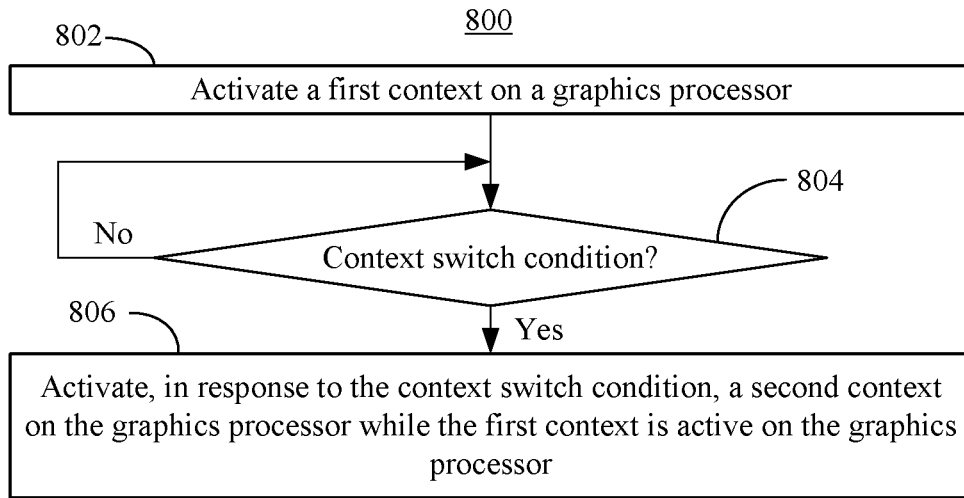 800
802
Activate a first context on a graphics processor
804
No
Context switch condition?
806
Yes
Activate, in response to the context switch condition, a second context
on the graphics processor while the first context is active on the graphics
processor